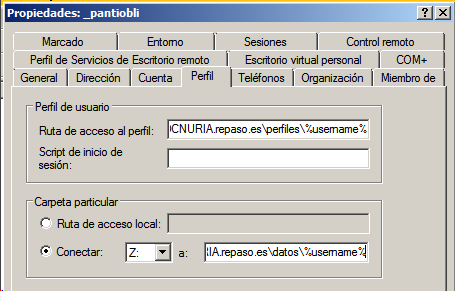 Propiedades: _pantiobli
Marcado Entorno Sesiones Control remoto
Perfil de Servicios de Escritorio remoto Escritorio virtual personal COM+
General Dirección Cuenta Perfil Teléfonos Organización Miembro de
Perfil de usuario
Ruta de acceso al perfil: CNURIA.repaso.es\perfiles\%username%
Script de inicio de
sesión:
Carpeta particular
Ruta de acceso local:
Conectar: Z: a: IA.repaso.es\datos\%username%